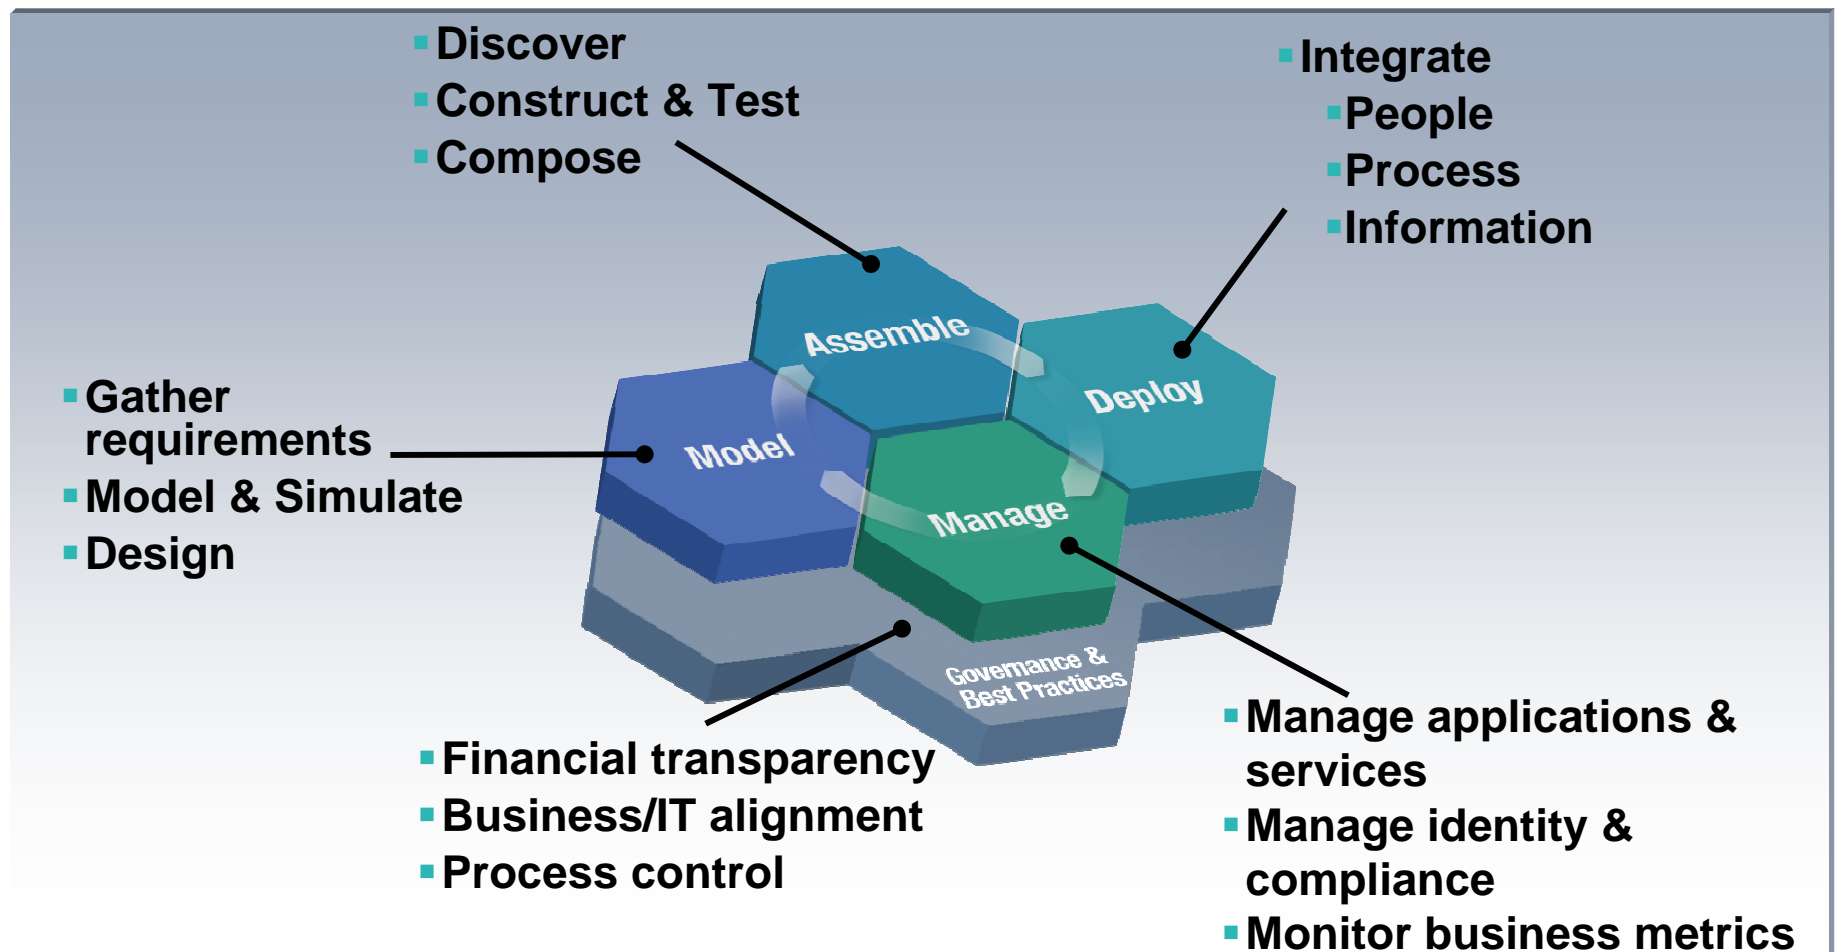 ▪Discover
▪Construct & Test
▪Compose
▪Integrate
▪People
▪Process
▪Information
Assemble
Deploy
Model
Manage
▪Gather
requirements
▪Model & Simulate
▪Design
Governance &
Best Practices
▪Financial transparency
▪Business/IT alignment
▪Process control
▪Manage applications &
services
▪Manage identity &
compliance
▪Monitor business metrics